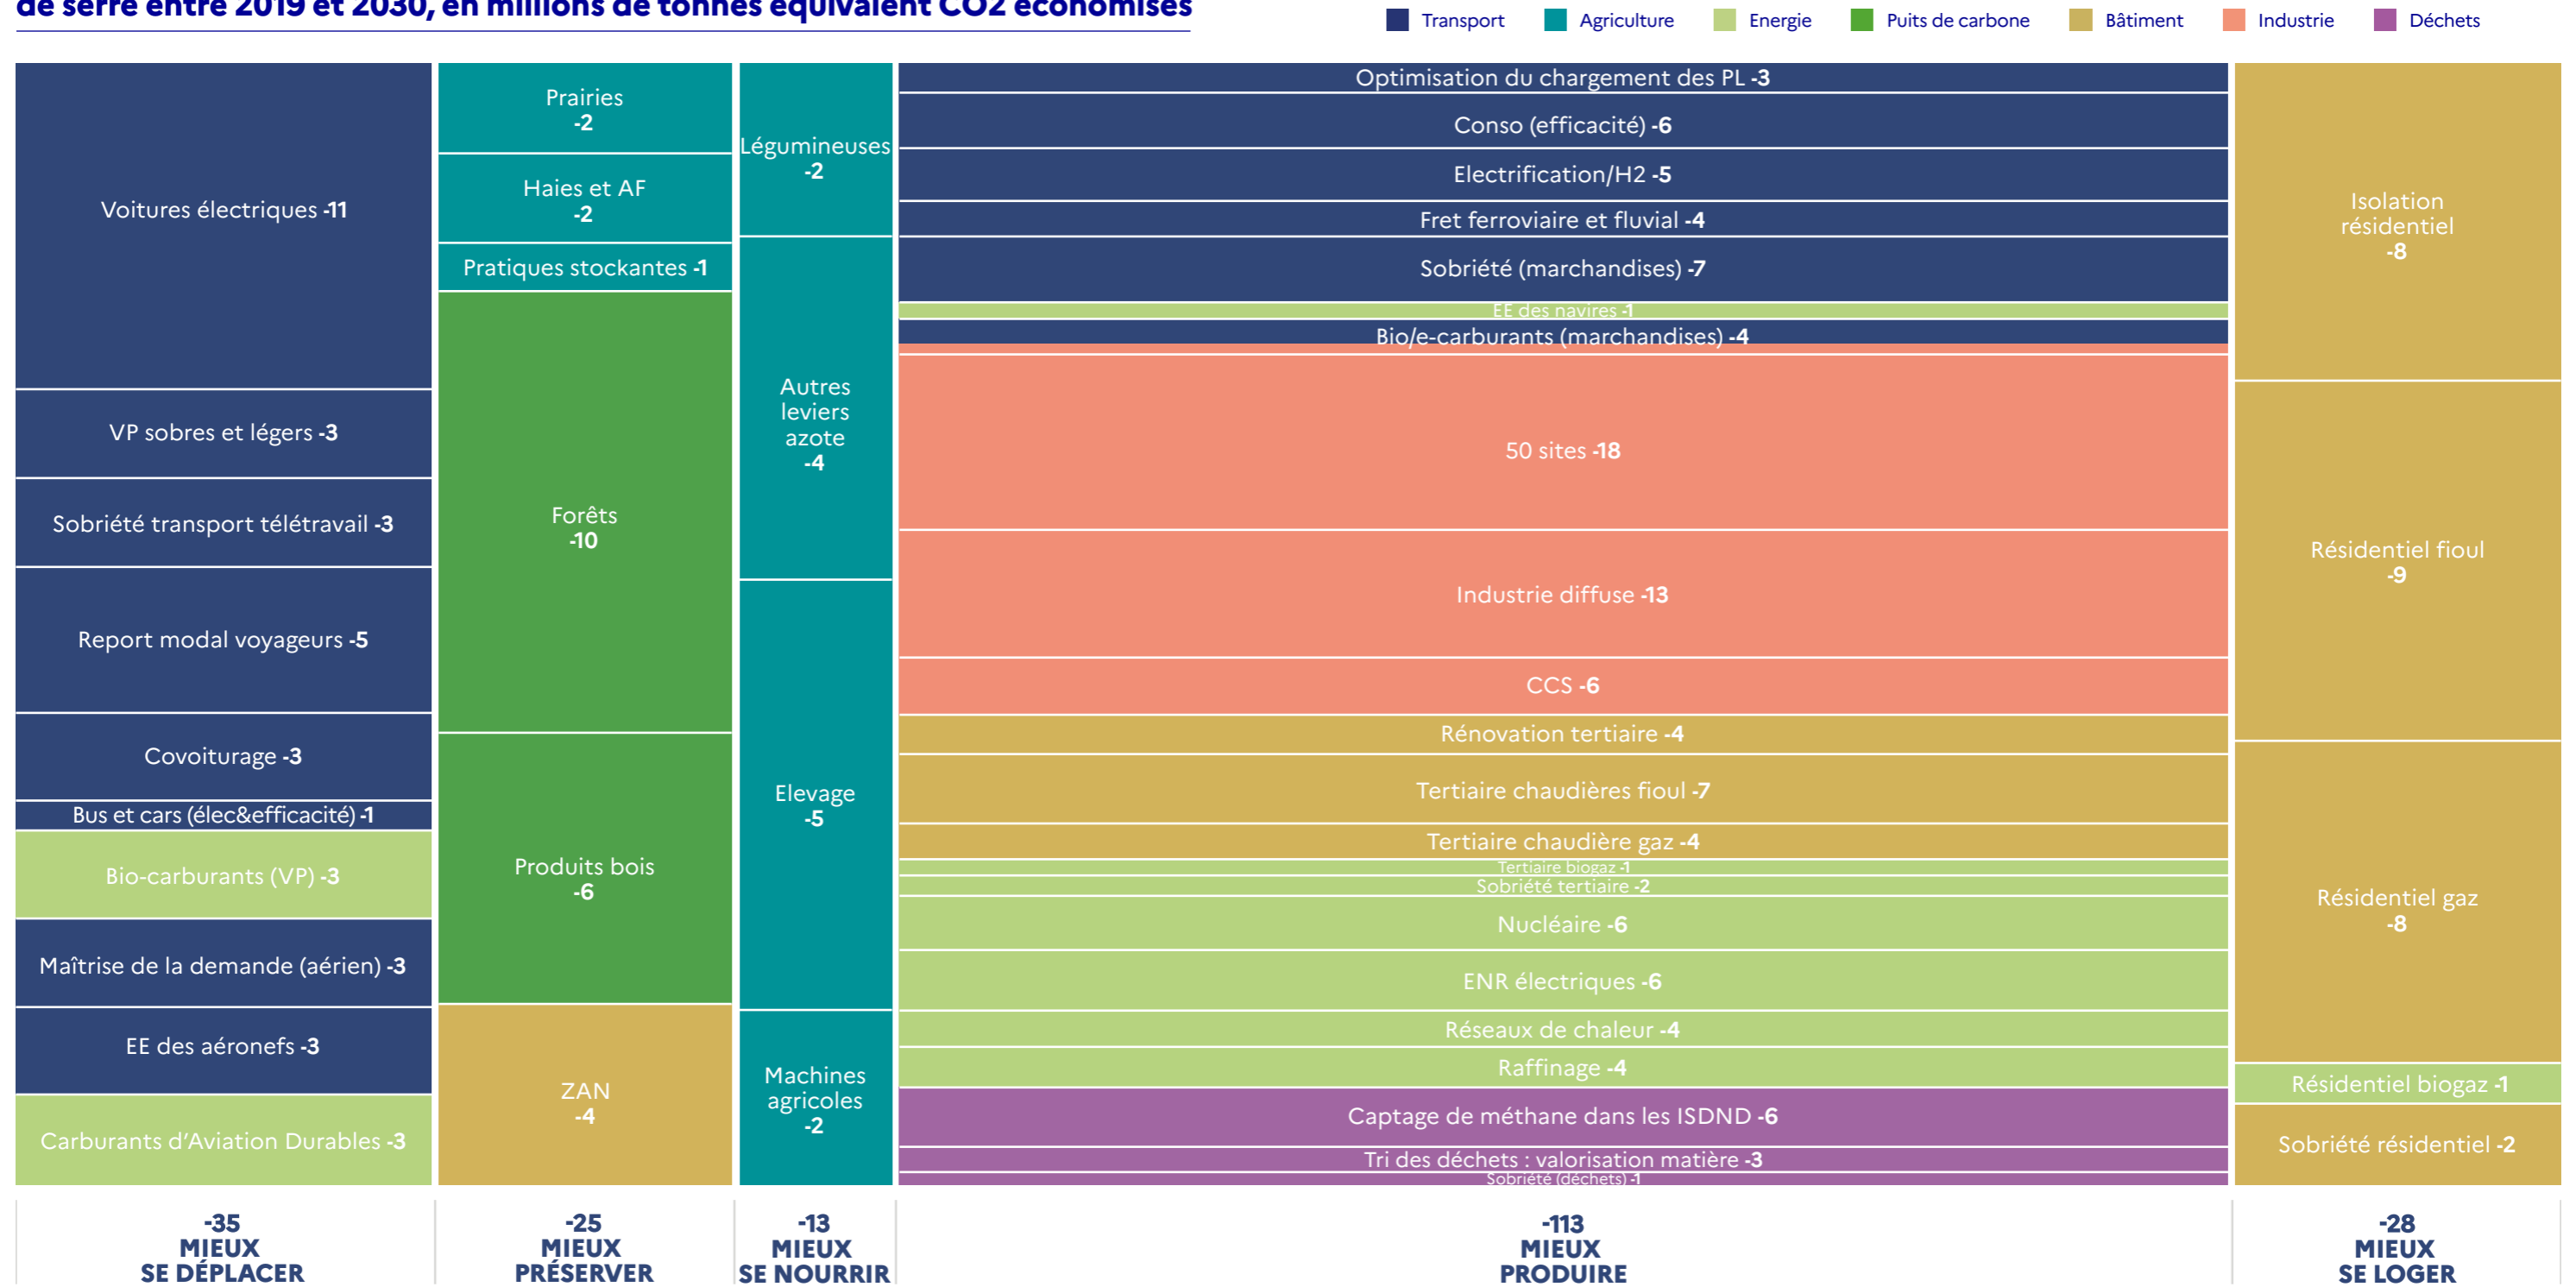 de serre entre 2019 et 2030, en millions de tonnes équivalent CO2 économisés
Transport
Agriculture
Energie
Puits de carbone
Bâtiment
Industrie
Déchets
Voitures électriques -11
VP sobres et légers -3
Sobriété transport télétravail -3
Report modal voyageurs -5
Covoiturage -3
Bus et cars (élec&efficacité) -1
Bio-carburants (VP) -3
Maîtrise de la demande (aérien) -3
EE des aéronefs -3
Carburants d'Aviation Durables -3
-35
MIEUX
SE DÉPLACER
Prairies
-2
Haies et AF
-2
Pratiques stockantes -1
Forêts
-10
Produits bois
-6
ZAN
-4
-25
MIEUX
PRÉSERVER
Légumineuses
-2
Autres
leviers
azote
-4
Elevage
-5
Machines
agricoles
-2
-13
MIEUX
SE NOURRIR
Optimisation du chargement des PL -3
Conso (efficacité) -6
Electrification/H2 -5
Fret ferroviaire et fluvial -4
Sobriété (marchandises) -7
EE des navires -1
Bio/e-carburants (marchandises) -4
50 sites -18
Industrie diffuse -13
CCS -6
Rénovation tertiaire -4
Tertiaire chaudières fioul -7
Tertiaire chaudière gaz -4
Tertiaire biogaz -1
Sobriété tertiaire -2
Nucléaire -6
ENR électriques -6
Réseaux de chaleur -4
Raffinage -4
Captage de méthane dans les ISDND -6
Tri des déchets : valorisation matière -3
Sobriété (déchets) -1
-113
MIEUX
PRODUIRE
Isolation
résidentiel
-8
Résidentiel fioul
-9
Résidentiel gaz
-8
Résidentiel biogaz -1
Sobriété résidentiel -2
-28
MIEUX
SE LOGER